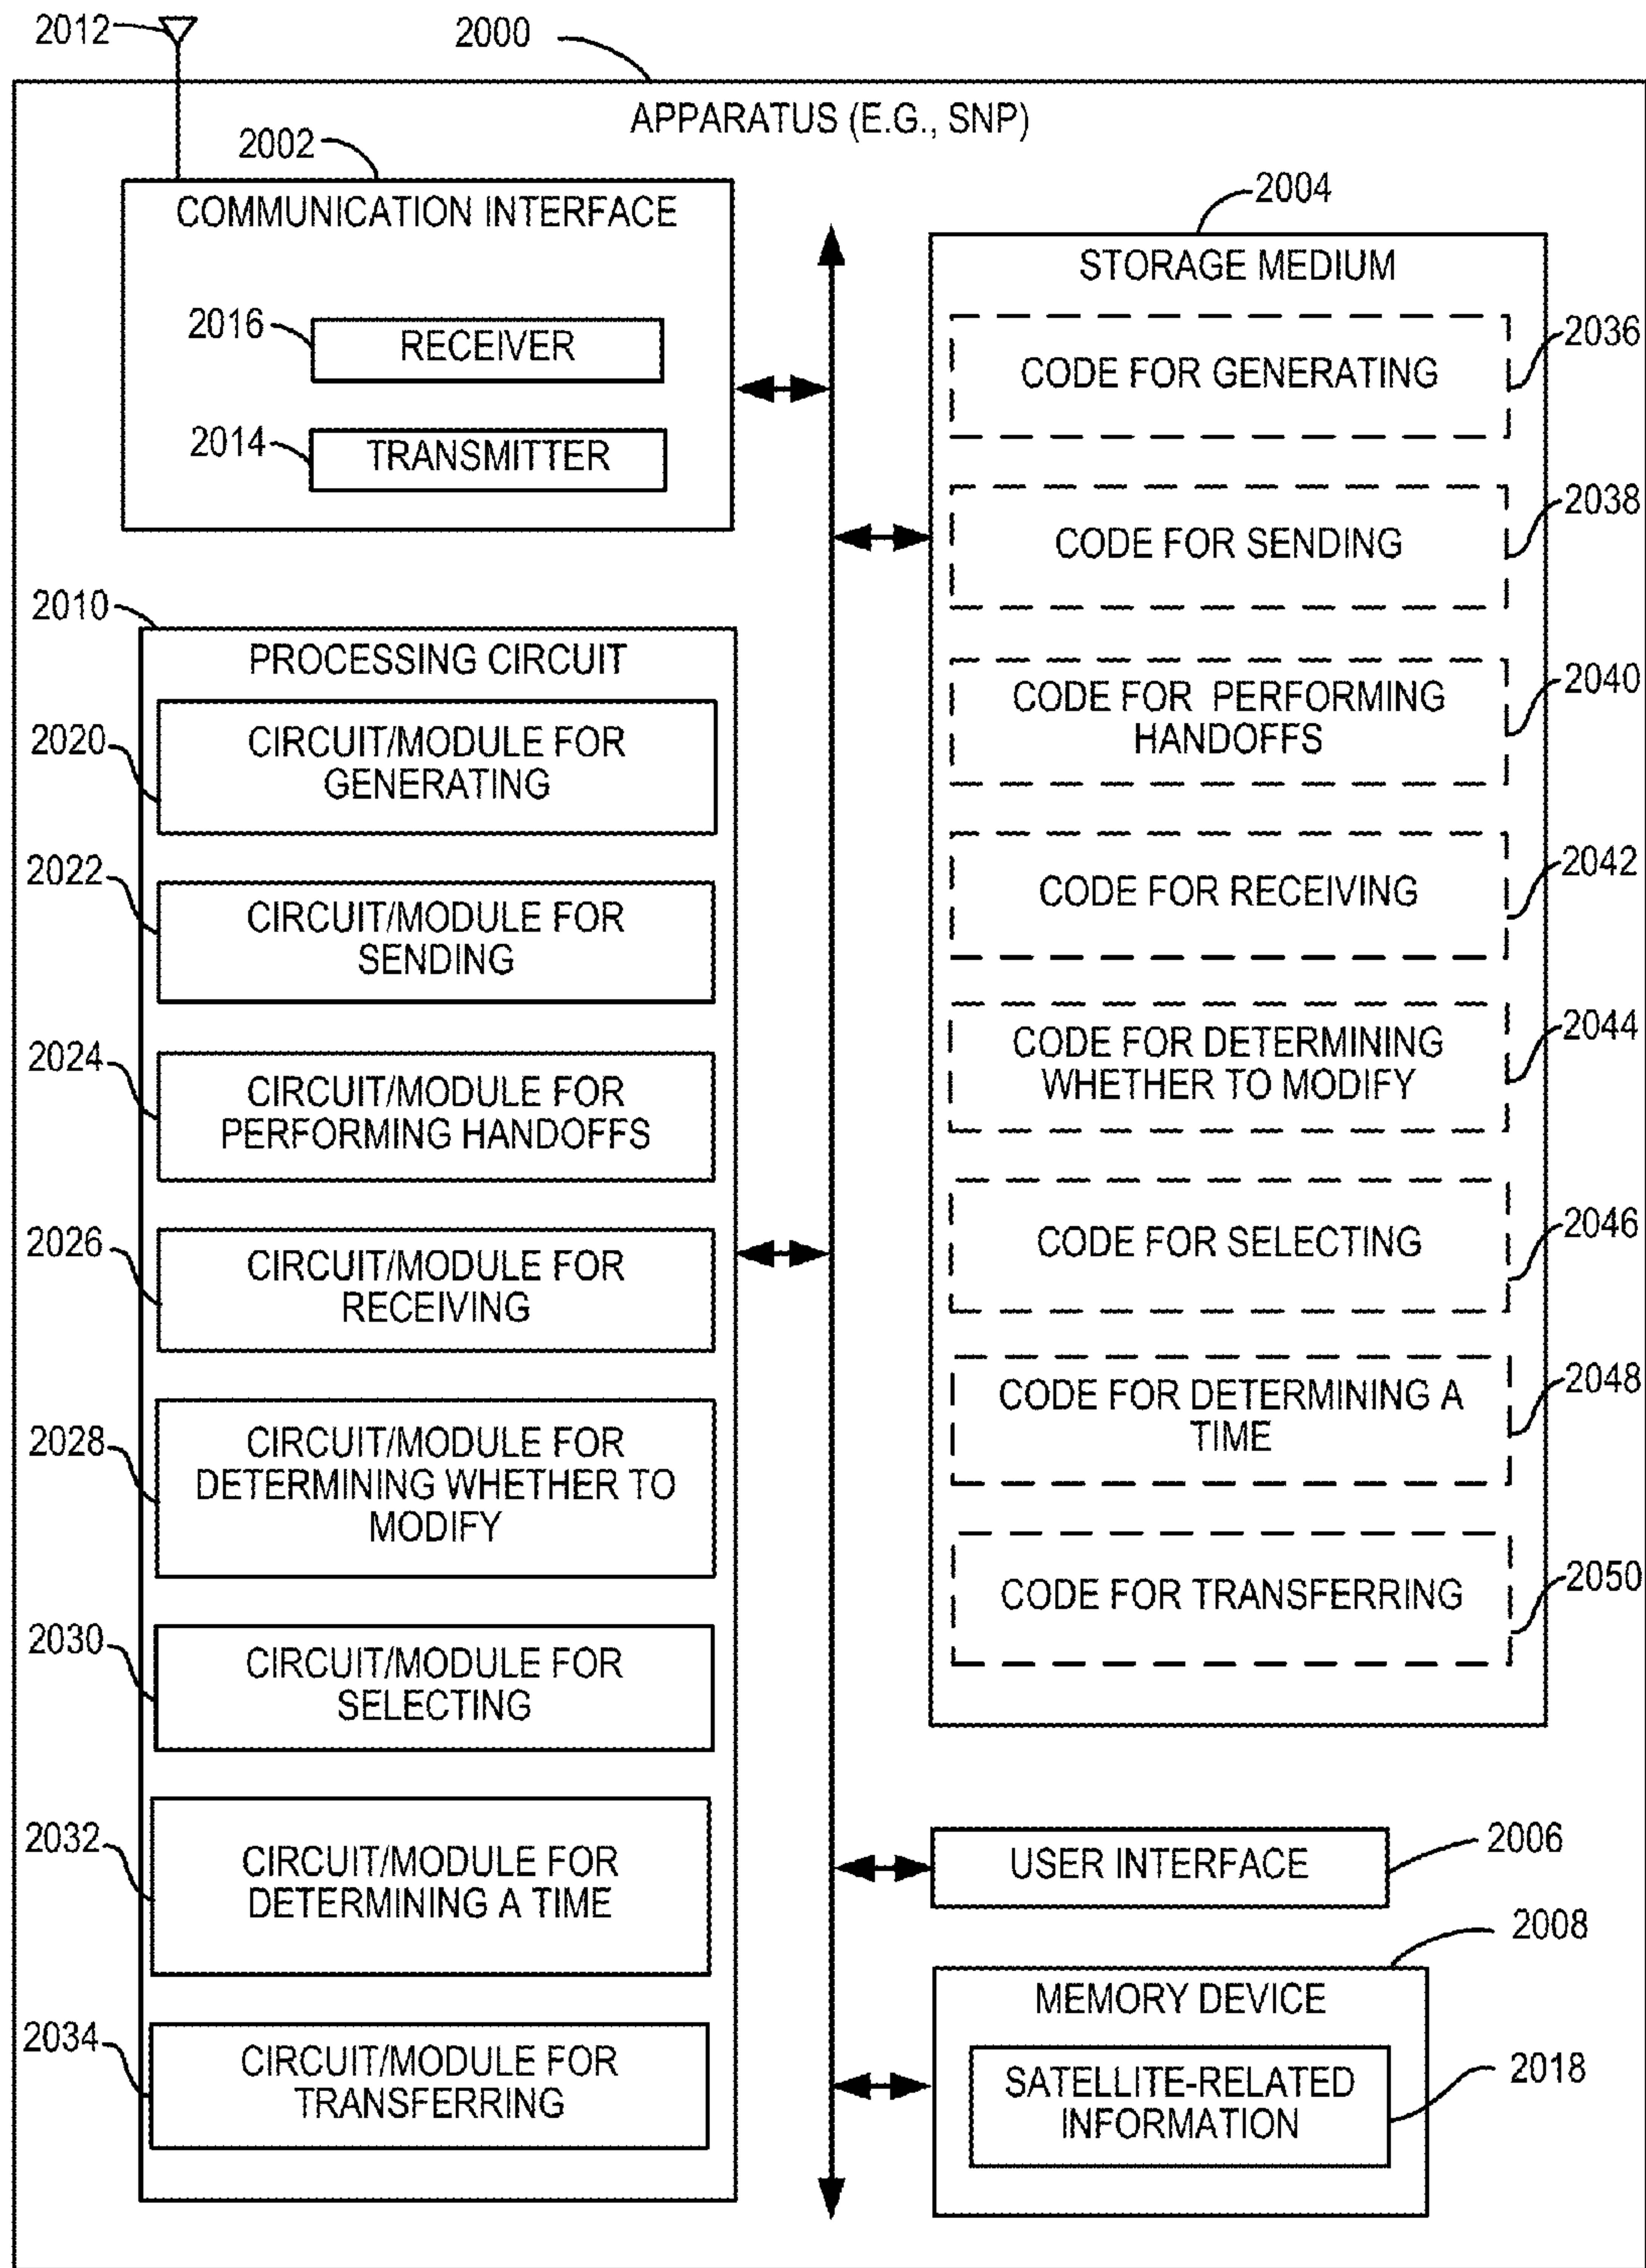 2012
2000
APPARATUS (E.G., SNP)
2002
COMMUNICATION INTERFACE
2016
RECEIVER
2014
TRANSMITTER
2010
PROCESSING CIRCUIT
2020
CIRCUIT/MODULE FOR
GENERATING
2022
CIRCUIT/MODULE FOR
SENDING
2024
CIRCUIT/MODULE FOR
PERFORMING HANDOFFS
2026
CIRCUIT/MODULE FOR
RECEIVING
2028
CIRCUIT/MODULE FOR
DETERMINING WHETHER TO
MODIFY
2030
CIRCUIT/MODULE FOR
SELECTING
2032
CIRCUIT/MODULE FOR
DETERMINING A TIME
2034
CIRCUIT/MODULE FOR
TRANSFERRING
2004
STORAGE MEDIUM
2036
CODE FOR GENERATING
2038
CODE FOR SENDING
2040
CODE FOR PERFORMING
HANDOFFS
2042
CODE FOR RECEIVING
2044
CODE FOR DETERMINING
WHETHER TO MODIFY
2046
CODE FOR SELECTING
2048
CODE FOR DETERMINING A
TIME
2050
CODE FOR TRANSFERRING
2006
USER INTERFACE
2008
MEMORY DEVICE
2018
SATELLITE-RELATED
INFORMATION